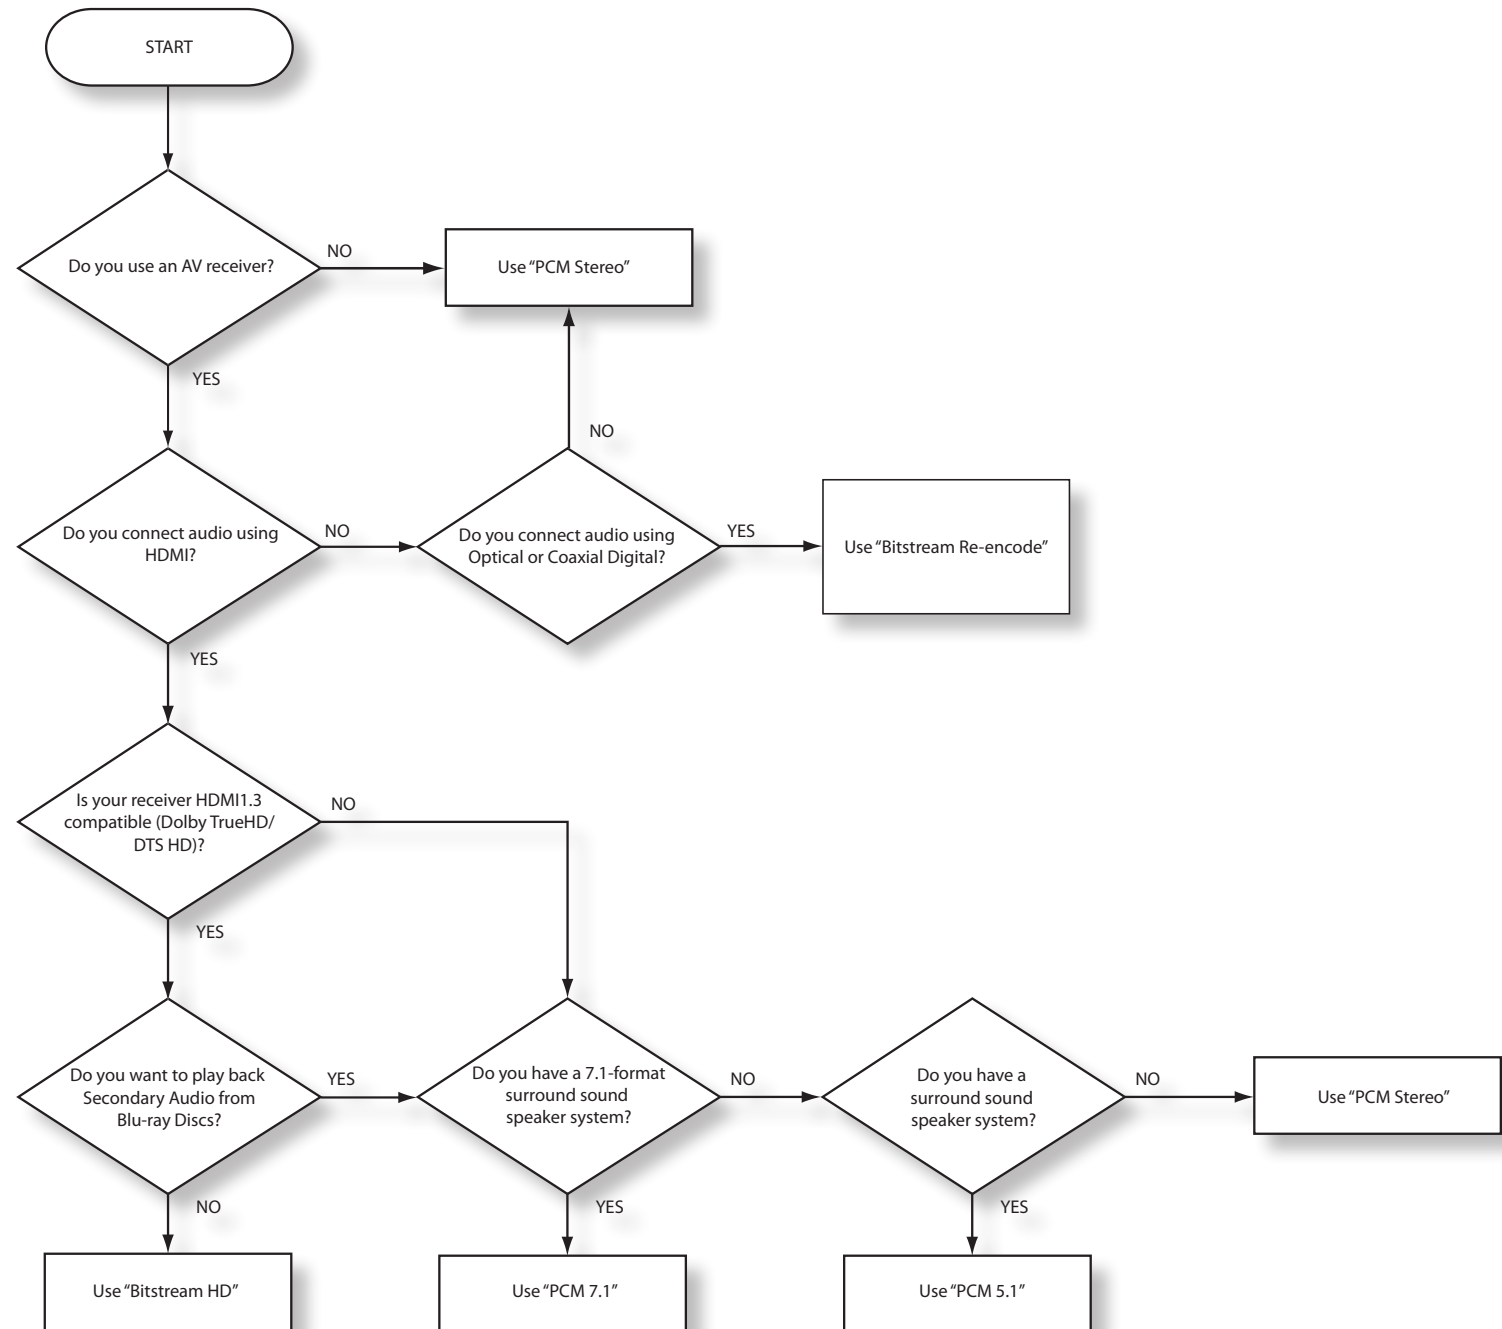 START
Do you use an AV receiver?
NO
Use “PCM Stereo”
YES
NO
Do you connect audio using
HDMI?
NO
Do you connect audio using
Optical or Coaxial Digital?
YES
Use “Bitstream Re-encode”
YES
Is your receiver HDMI1.3
compatible (Dolby TrueHD/
DTS HD)?
NO
YES
Do you want to play back
Secondary Audio from
Blu-ray Discs?
YES
Do you have a 7.1-format
surround sound
speaker system?
NO
Do you have a
surround sound
speaker system?
NO
Use “PCM Stereo”
NO
YES
YES
Use “Bitstream HD”
Use “PCM 7.1”
Use “PCM 5.1”